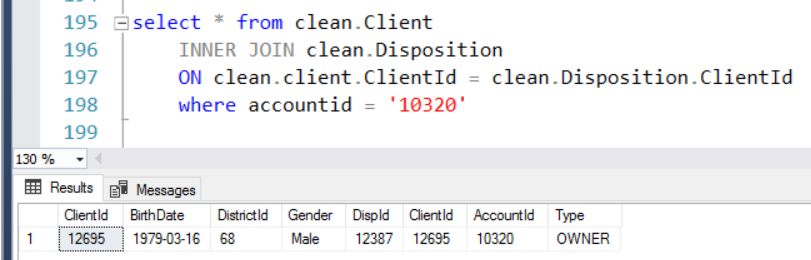 195 select * from clean.Client
196 INNER JOIN clean.Disposition
197 ON clean.client.ClientId = clean.Disposition.ClientId
198 where accountid = '10320'
199
130 %
Results Messages
ClientId BirthDate DistrictId Gender DispId ClientId AccountId Type
1 12695 1979-03-16 68 Male 12387 12695 10320 OWNER